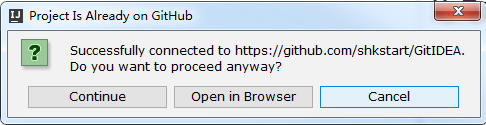 Project Is Already on GitHub
Successfully connected to https://github.com/shkstart/GitIDEA.
Do you want to proceed anyway?
Continue
Open in Browser
Cancel